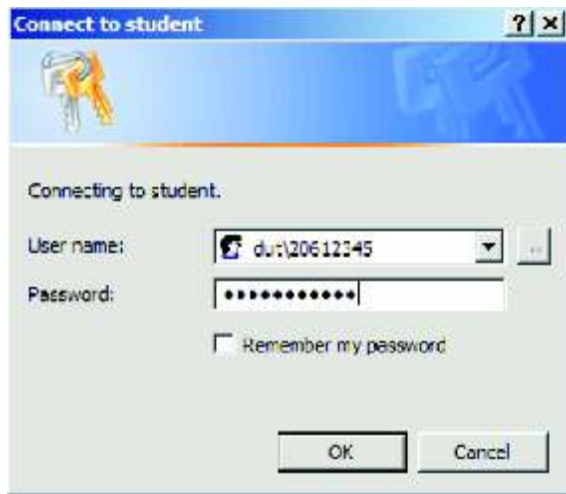 Connect to student
Connecting to student.
User name: dut\20612345
Password: •••••••••••
Remember my password
OK Cancel